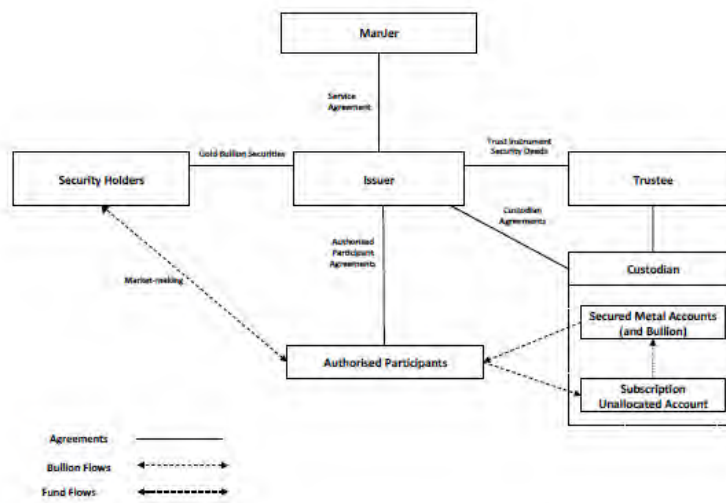 ManJer
Service
Agreement
Gold Bullion Securities
Trust Instrument
Security Deeds
Security Holders
Issuer
Trustee
Custodian
Agreements
Authorised
Participant
Agreements
Custodian
Market-making
Secured Metal Accounts
(and Bullion)
Authorised Participants
Subscription
Unallocated Account
Agreements
Bullion Flows
Fund Flows